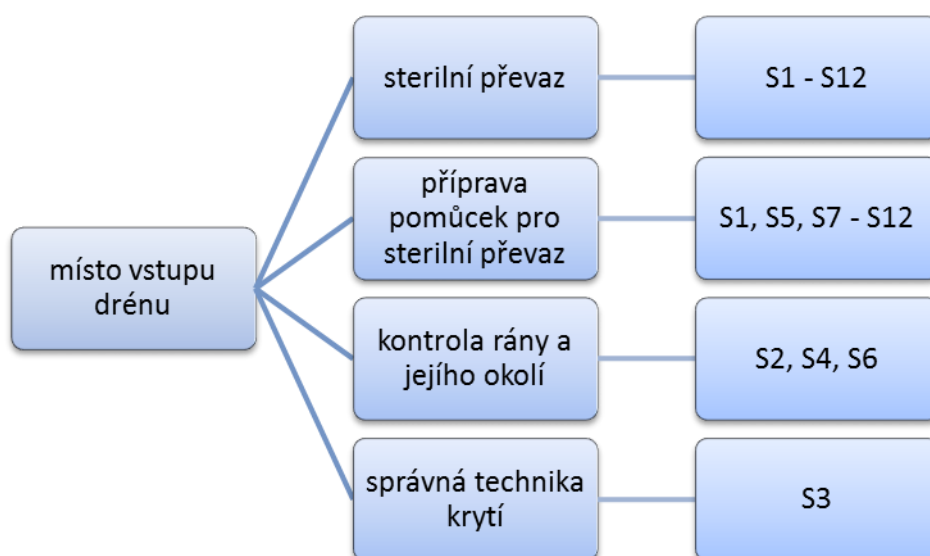 místo vstupu
drénu
sterilní převaz
S1 - S12
příprava
pomůcek pro
sterilní převaz
S1, S5, S7 - S12
kontrola rány a
jejího okolí
S2, S4, S6
správná technika
krytí
S3